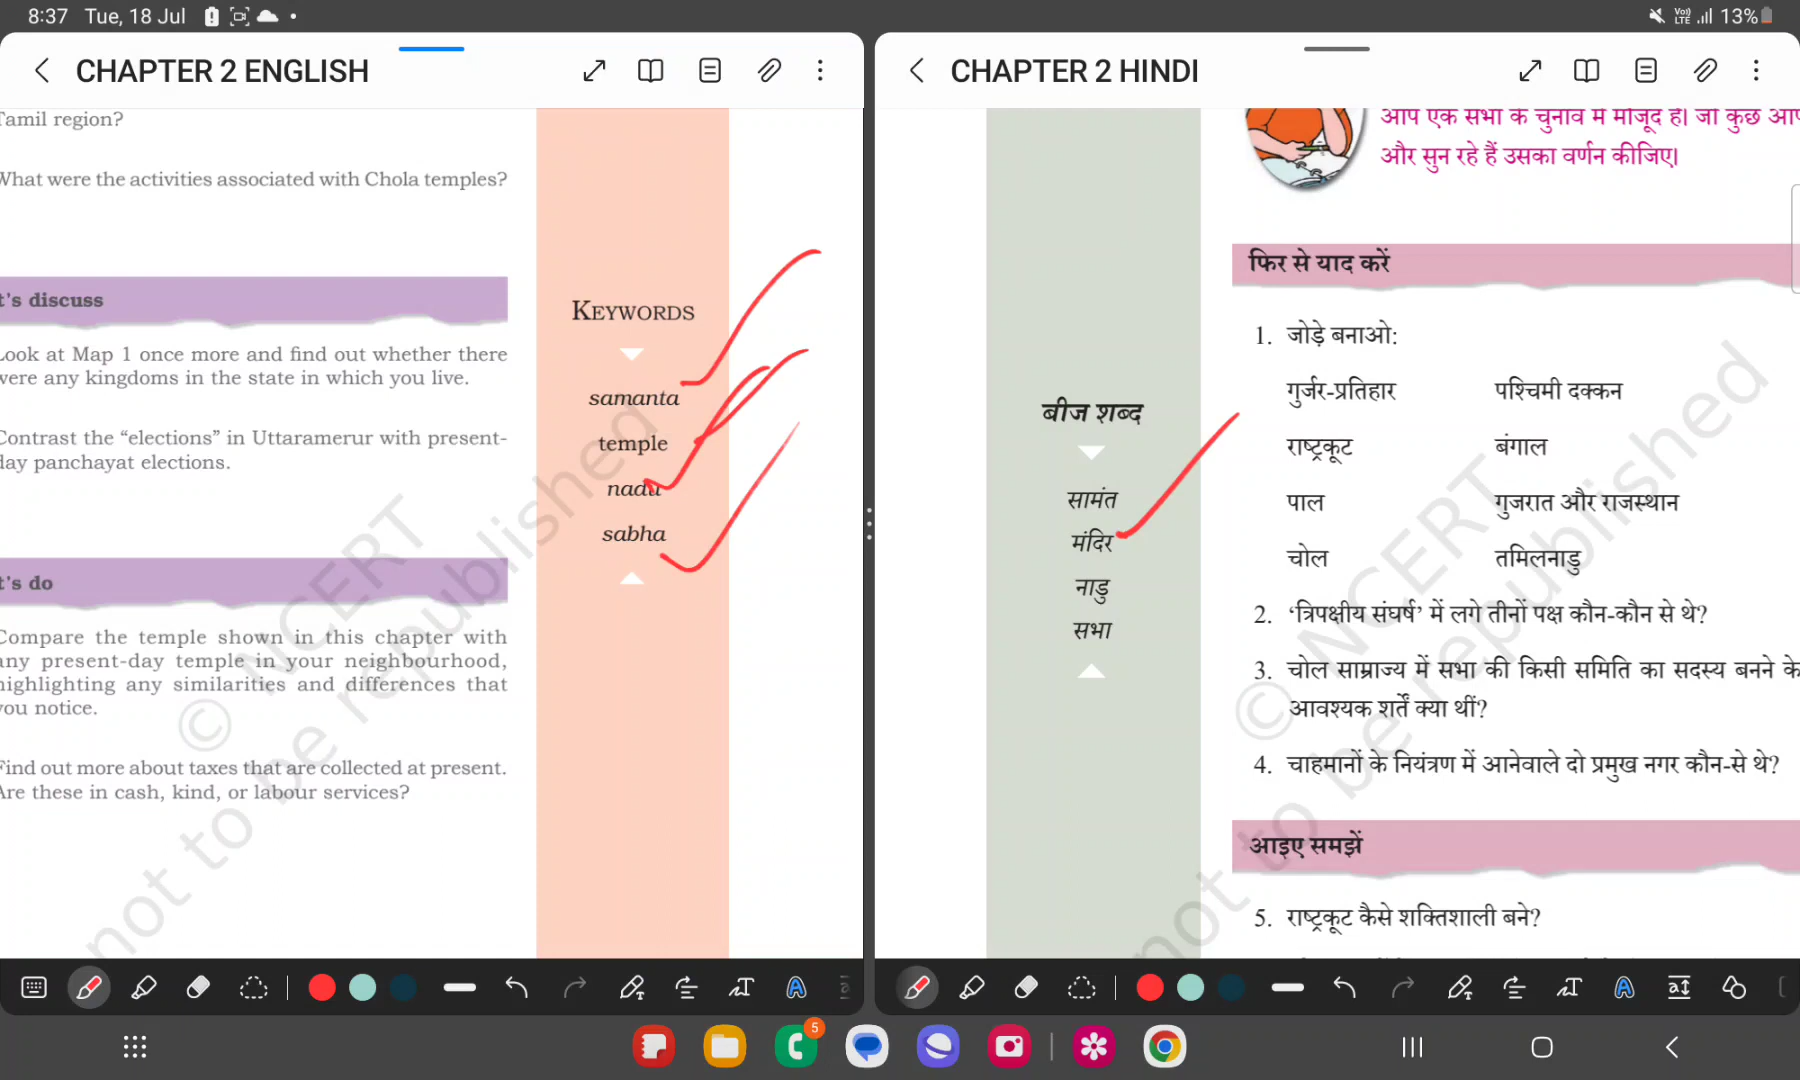 8:37 Tue, 18 Jul
13%
CHAPTER 2 ENGLISH
Tamil region?
What were the activities associated with Chola temples?
t's discuss
Look at Map 1 once more and find out whether there
were any kingdoms in the state in which you live.
Contrast the “elections” in Uttaramerur with present-
day panchayat elections.
t's do
Compare the temple shown in this chapter with
any present-day temple in your neighbourhood,
highlighting any similarities and differences that
you notice.
Find out more about taxes that are collected at present.
Are these in cash, kind, or labour services?
KEYWORDS
samanta
temple
nadu
sabha
© NCERT
not to be republished
CHAPTER 2 HINDI
आप एक सभा के चुनाव में मौजूद हैं। जो कुछ आप
और सुन रहे हैं उसका वर्णन कीजिए।
बीज शब्द
सामंत
मंदिर
नाडु
सभा
फिर से याद करें
1. जोड़े बनाओ:
गुर्जर-प्रतिहार पश्चिमी दक्कन
राष्ट्रकूट बंगाल
पाल गुजरात और राजस्थान
चोल तमिलनाडु
2. ‘त्रिपक्षीय संघर्ष’ में लगे तीनों पक्ष कौन-कौन से थे?
3. चोल साम्राज्य में सभा की किसी समिति का सदस्य बनने के
आवश्यक शर्तें क्या थीं?
4. चाहमानों के नियंत्रण में आनेवाले दो प्रमुख नगर कौन-से थे?
आइए समझें
5. राष्ट्रकूट कैसे शक्तिशाली बने?
© NCERT
not to be republished
5